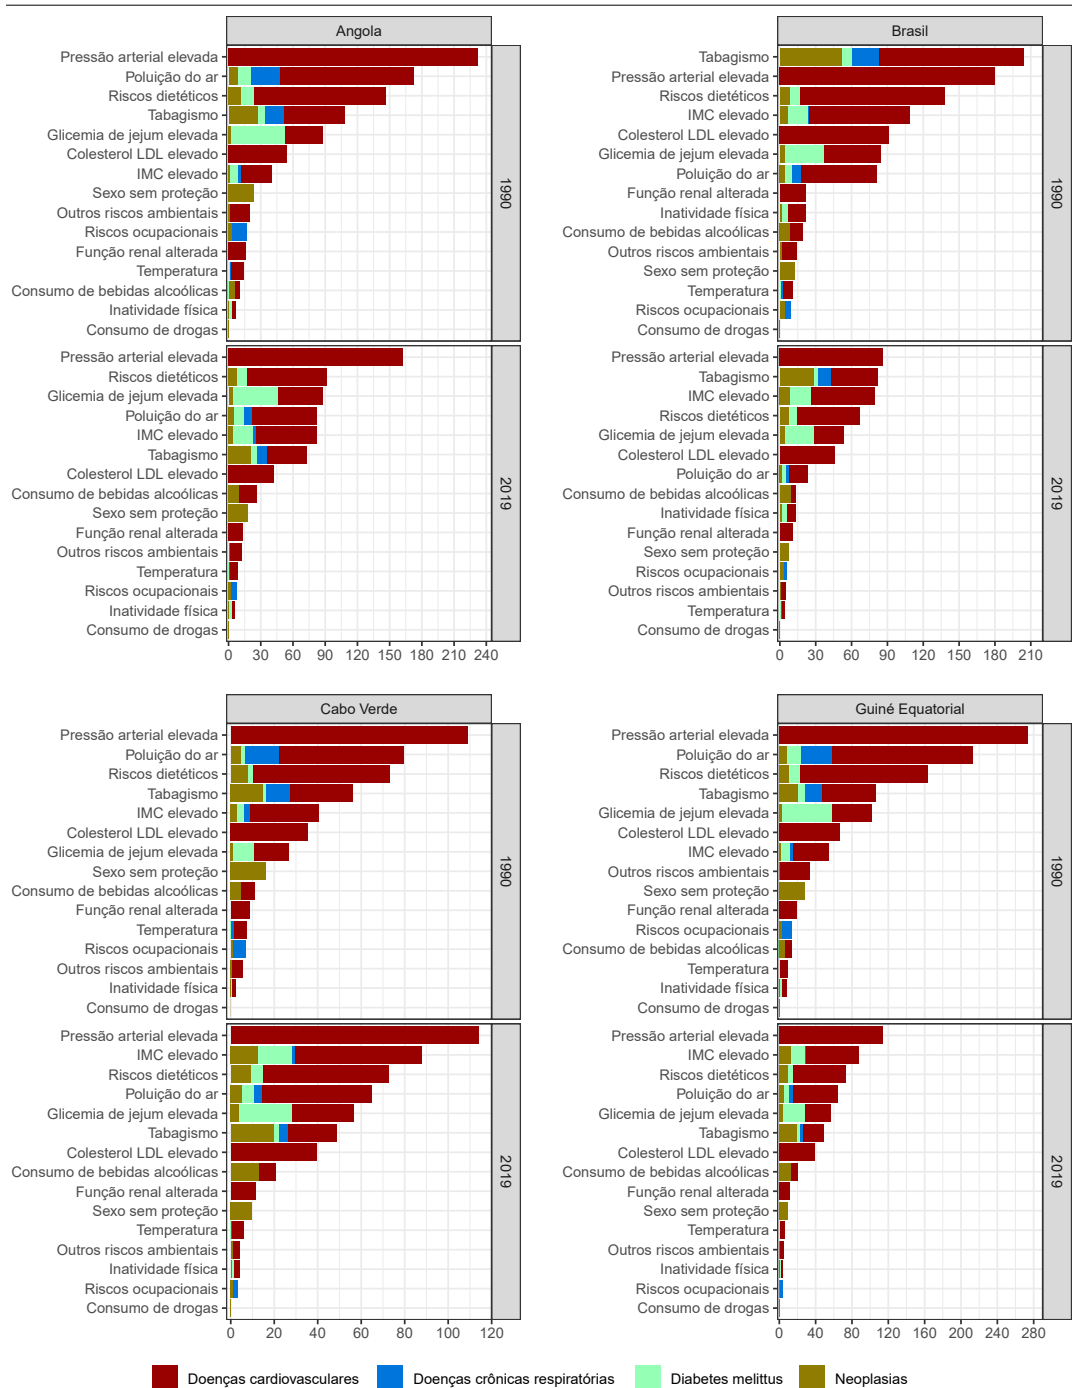 Angola
Pressão arterial elevada
Poluição do ar
Riscos dietéticos
Tabagismo
Glicemia de jejum elevada
Colesterol LDL elevado
IMC elevado
Sexo sem proteção
Outros riscos ambientais
Riscos ocupacionais
Função renal alterada
Temperatura
Consumo de bebidas alcoólicas
Inatividade física
Consumo de drogas
1990
Pressão arterial elevada
Riscos dietéticos
Glicemia de jejum elevada
Poluição do ar
IMC elevado
Tabagismo
Colesterol LDL elevado
Consumo de bebidas alcoólicas
Sexo sem proteção
Função renal alterada
Outros riscos ambientais
Temperatura
Riscos ocupacionais
Inatividade física
Consumo de drogas
2019
0 30 60 90 120 150 180 210 240
Brasil
Tabagismo
Pressão arterial elevada
Riscos dietéticos
IMC elevado
Colesterol LDL elevado
Glicemia de jejum elevada
Poluição do ar
Função renal alterada
Inatividade física
Consumo de bebidas alcoólicas
Outros riscos ambientais
Sexo sem proteção
Temperatura
Riscos ocupacionais
Consumo de drogas
1990
Pressão arterial elevada
Tabagismo
IMC elevado
Riscos dietéticos
Glicemia de jejum elevada
Colesterol LDL elevado
Poluição do ar
Consumo de bebidas alcoólicas
Inatividade física
Função renal alterada
Sexo sem proteção
Riscos ocupacionais
Outros riscos ambientais
Temperatura
Consumo de drogas
2019
0 30 60 90 120 150 180 210
Cabo Verde
Pressão arterial elevada
Poluição do ar
Riscos dietéticos
Tabagismo
IMC elevado
Colesterol LDL elevado
Glicemia de jejum elevada
Sexo sem proteção
Consumo de bebidas alcoólicas
Função renal alterada
Temperatura
Riscos ocupacionais
Outros riscos ambientais
Inatividade física
Consumo de drogas
1990
Pressão arterial elevada
IMC elevado
Riscos dietéticos
Poluição do ar
Glicemia de jejum elevada
Tabagismo
Colesterol LDL elevado
Consumo de bebidas alcoólicas
Função renal alterada
Sexo sem proteção
Temperatura
Outros riscos ambientais
Inatividade física
Riscos ocupacionais
Consumo de drogas
2019
0 20 40 60 80 100 120
Guiné Equatorial
Pressão arterial elevada
Poluição do ar
Riscos dietéticos
Tabagismo
Glicemia de jejum elevada
Colesterol LDL elevado
IMC elevado
Outros riscos ambientais
Sexo sem proteção
Função renal alterada
Riscos ocupacionais
Consumo de bebidas alcoólicas
Temperatura
Inatividade física
Consumo de drogas
1990
Pressão arterial elevada
IMC elevado
Riscos dietéticos
Poluição do ar
Glicemia de jejum elevada
Tabagismo
Colesterol LDL elevado
Consumo de bebidas alcoólicas
Função renal alterada
Sexo sem proteção
Temperatura
Outros riscos ambientais
Inatividade física
Riscos ocupacionais
Consumo de drogas
2019
0 40 80 120 160 200 240 280
Doenças cardiovasculares Doenças crônicas respiratórias Diabetes melittus Neoplasias